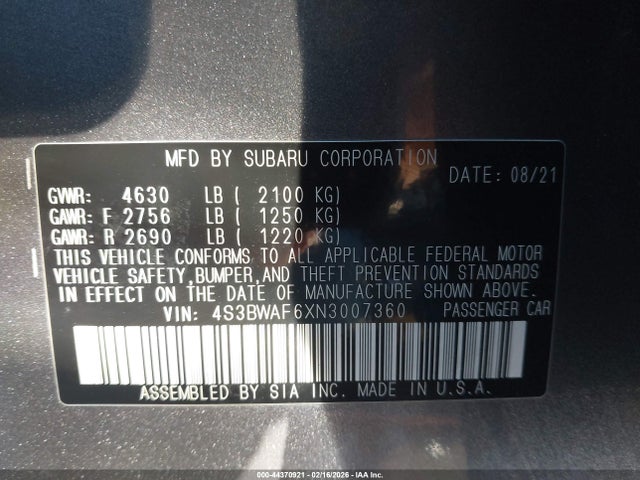 MFD BY SUBARU CORPORATION
DATE: 08/21
GVWR: 4630 LB ( 2100 KG)
GAWR: F 2756 LB ( 1250 KG)
GAWR: R 2690 LB ( 1220 KG)
THIS VEHICLE CONFORMS TO ALL APPLICABLE FEDERAL MOTOR
VEHICLE SAFETY, BUMPER, AND THEFT PREVENTION STANDARDS
IN EFFECT ON THE DATE OF MANUFACTURE SHOWN ABOVE.
VIN: 4S3BWAF6XN3007360 PASSENGER CAR
ASSEMBLED BY SIA INC. MADE IN U.S.A.
000-44370921 - 02/16/2026 - IAA Inc.